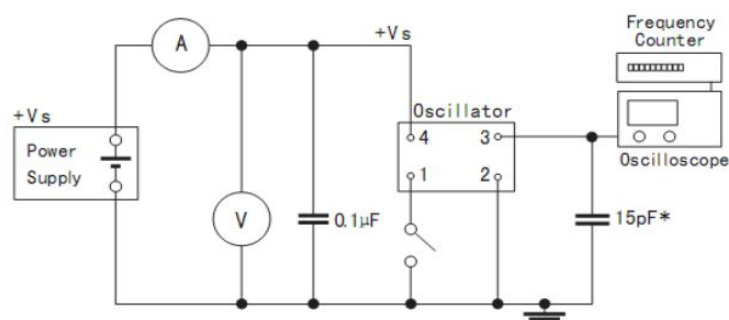 Frequency
Counter
A
+Vs
Oscillator
+Vs
4 3
Power
Supply
1 2
Oscilloscope
V
0.1µF
15pF*